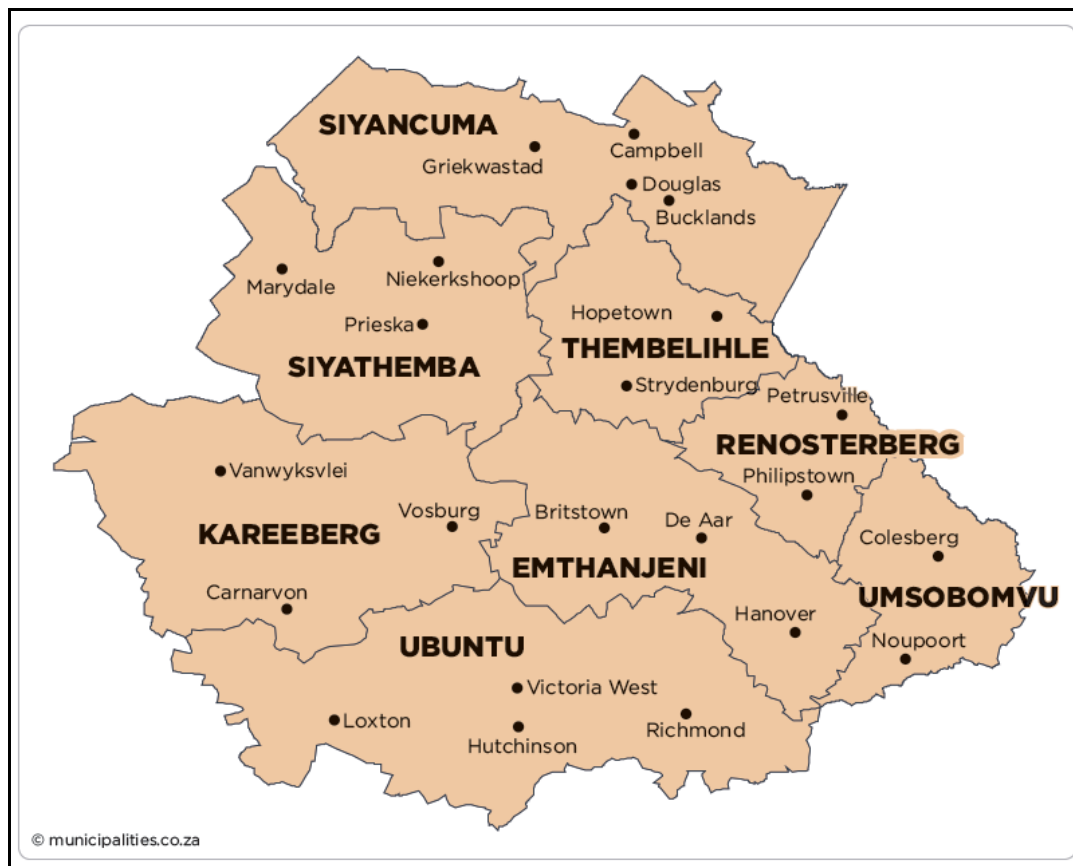 SIYANCUMA
Campbell
Griekwastad
Douglas
Bucklands
Marydale
Niekerkshoop
Prieska
Hopetown
THEMBELIHLE
SIYATHEMBA
Strydenburg
Petrusville
RENOSTERBERG
Vanwyksvlei
Philipstown
Vosburg
Britstown
De Aar
KAREEBERG
Colesberg
EMTHANJENI
Carnarvon
UMSOBOMVU
Hanover
UBUNTU
Noupoort
Victoria West
Loxton
Richmond
Hutchinson
© municipalities.co.za